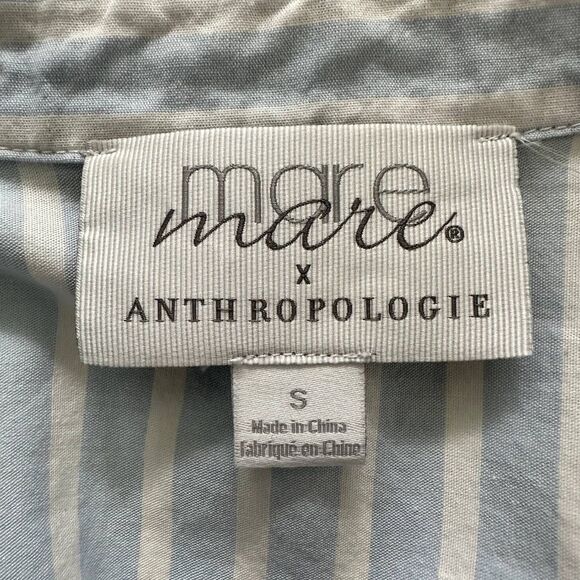 mare
mare®
X
ANTHROPOLOGIE
S
Made in China
Fabriqué en Chine